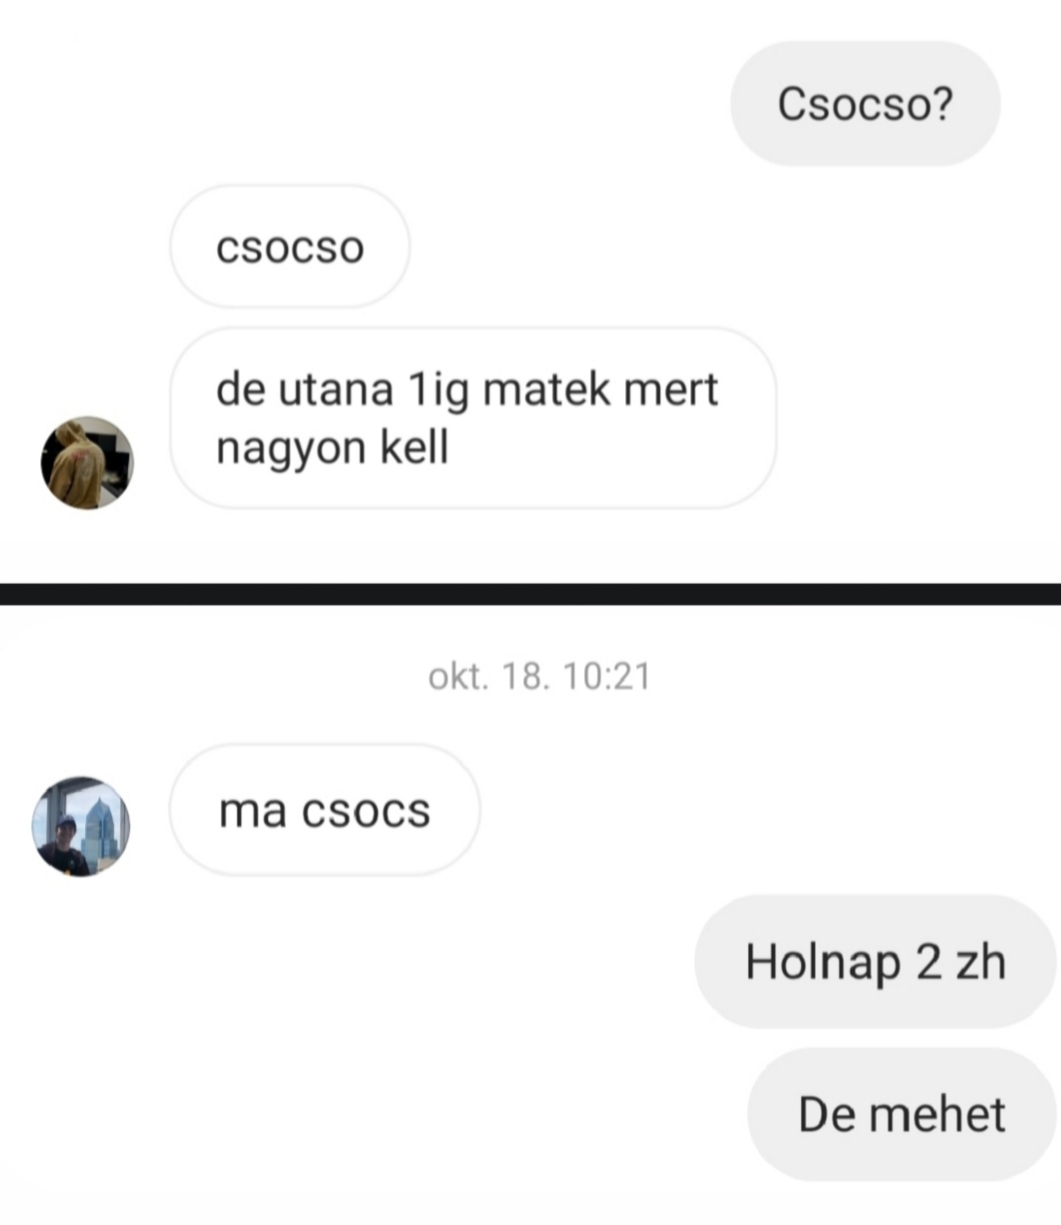 Csocso?
csocso
de utana 1ig matek mert
nagyon kell
okt. 18. 10:21
ma csocs
Holnap 2 zh
De mehet